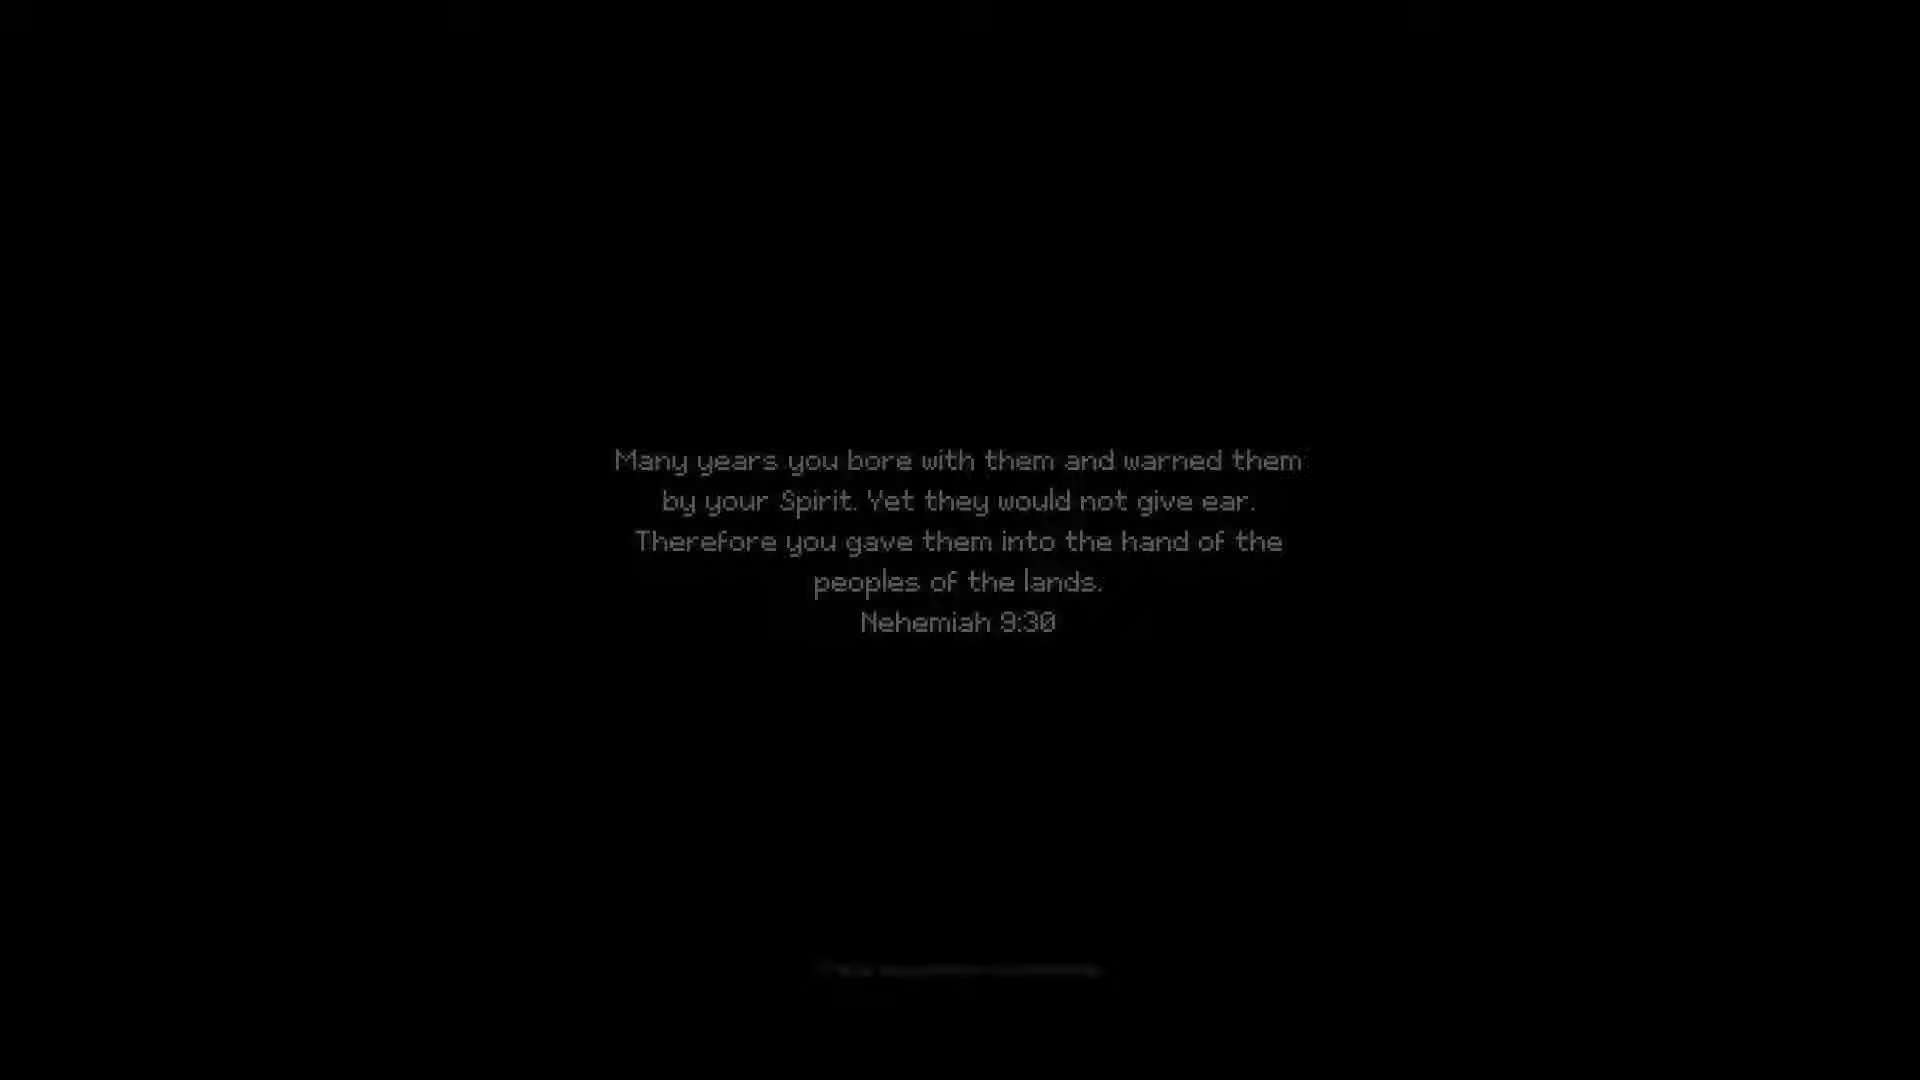 Many years you bore with them and warned them
by your Spirit. Yet they would not give ear.
Therefore you gave them into the hand of the
peoples of the lands.
Nehemiah 9:30